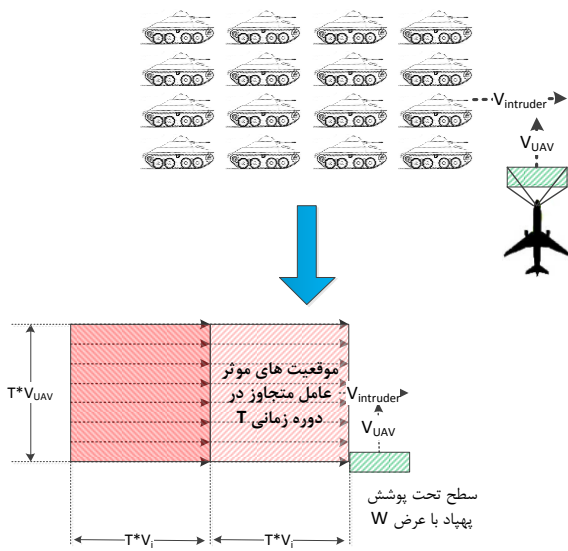 Vintruder
VUAV
T*VUAV
موقعیت های موثر
عامل متجاوز در
دوره زمانی T
Vintruder
VUAV
سطح تحت پوشش
پهپاد با عرض W
T*Vi
T*Vi